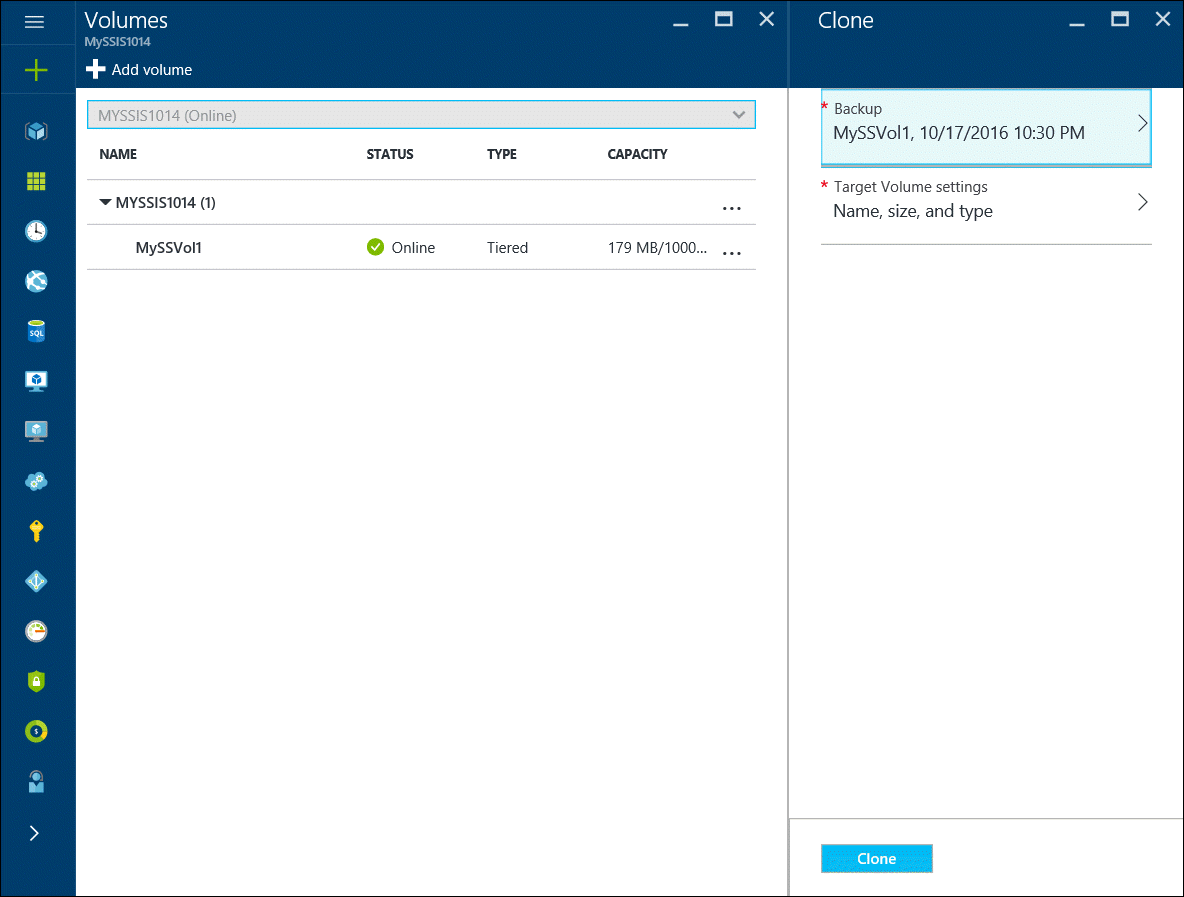 Volumes
MySSIS1014
Add volume
MYSSIS1014 (Online)
NAME STATUS TYPE CAPACITY
MYSSIS1014 (1) ...
MySSVol1 Online Tiered 179 MB/1000... ...
SQL
$
Clone
* Backup
MySSVol1, 10/17/2016 10:30 PM
* Target Volume settings
Name, size, and type
Clone